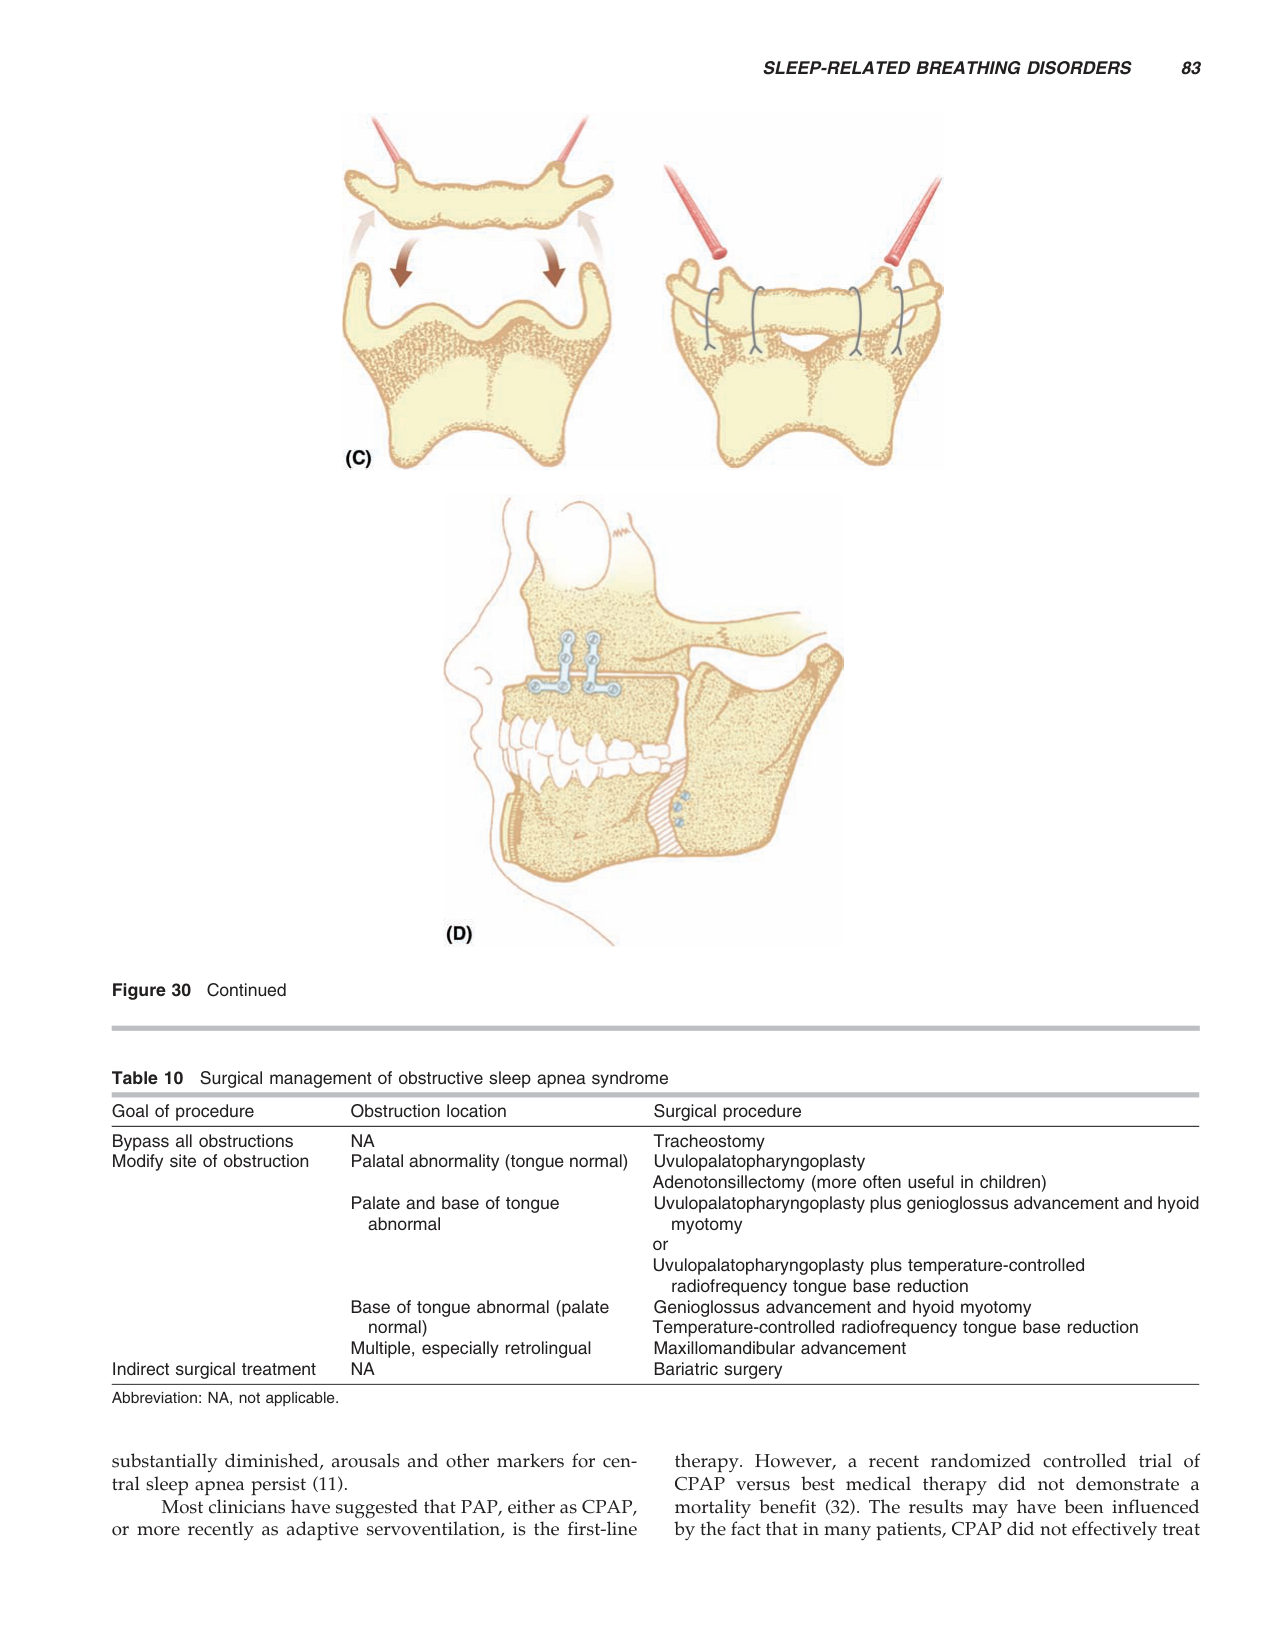 SLEEP-RELATED BREATHING DISORDERS 83
(C)
(D)
Figure 30 Continued
Table 10 Surgical management of obstructive sleep apnea syndrome
Goal of procedure Obstruction location Surgical procedure
Bypass all obstructions NA Tracheostomy
Modify site of obstruction Palatal abnormality (tongue normal) Uvulopalatopharyngoplasty
Adenotonsillectomy (more often useful in children)
Palate and base of tongue Uvulopalatopharyngoplasty plus genioglossus advancement and hyoid
abnormal myotomy
or
Uvulopalatopharyngoplasty plus temperature-controlled
radiofrequency tongue base reduction
Base of tongue abnormal (palate Genioglossus advancement and hyoid myotomy
normal) Temperature-controlled radiofrequency tongue base reduction
Multiple, especially retrolingual Maxillomandibular advancement
Indirect surgical treatment NA Bariatric surgery
Abbreviation: NA, not applicable.
substantially diminished, arousals and other markers for cen-
tral sleep apnea persist (11).
Most clinicians have suggested that PAP, either as CPAP,
or more recently as adaptive servoventilation, is the first-line
therapy. However, a recent randomized controlled trial of
CPAP versus best medical therapy did not demonstrate a
mortality benefit (32). The results may have been influenced
by the fact that in many patients, CPAP did not effectively treat